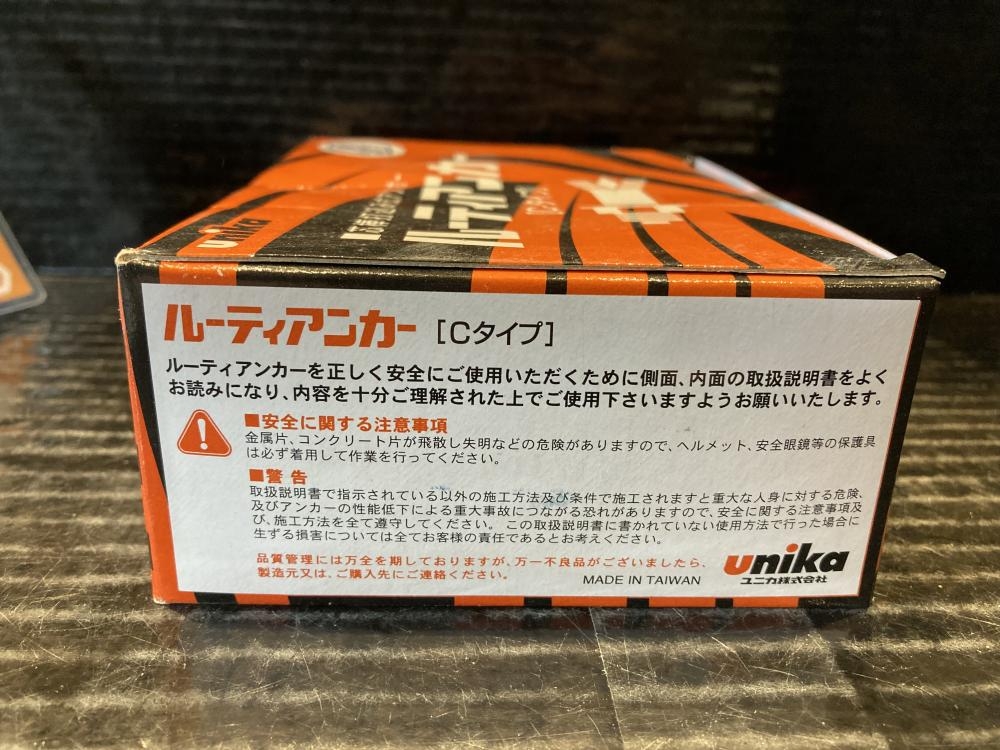 ルーティアンカー
unika
ルーティアンカー [Cタイプ]
ルーティアンカーを正しく安全にご使用いただくために側面、内面の取扱説明書をよく
お読みになり、内容を十分ご理解された上でご使用下さいますようお願いいたします。
■安全に関する注意事項
金属片、コンクリート片が飛散し失明などの危険がありますので、ヘルメット、安全眼鏡等の保護具
は必ず着用して作業を行ってください。
■警告
取扱説明書で指示されている以外の施工方法及び条件で施工されますと重大な人身に対する危険、
及びアンカーの性能低下による重大事故につながる恐れがありますので、安全に関する注意事項及
び、施工方法を全て遵守してください。この取扱説明書に書かれていない使用方法で行った場合に
生ずる損害については全てお客様の責任であるとお考えください。
品質管理には万全を期しておりますが、万一不良品がございましたら、
製造元又は、ご購入先にご連絡ください。
MADE IN TAIWAN
unika
ユニカ株式会社